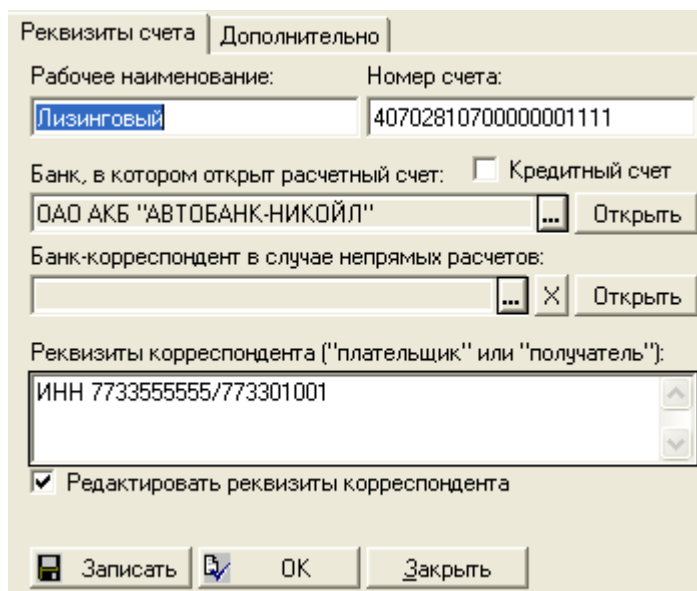 Реквизиты счета Дополнительно
Рабочее наименование: Номер счета:
Лизинговый 40702810700000001111
Банк, в котором открыт расчетный счет: Кредитный счет
ОАО АКБ "АВТОБАНК-НИКОЙЛ" ... Открыть
Банк-корреспондент в случае непрямых расчетов:
... X Открыть
Реквизиты корреспондента ("плательщик" или "получатель"):
ИНН 7733555555/773301001
Редактировать реквизиты корреспондента
Записать OK Закрыть